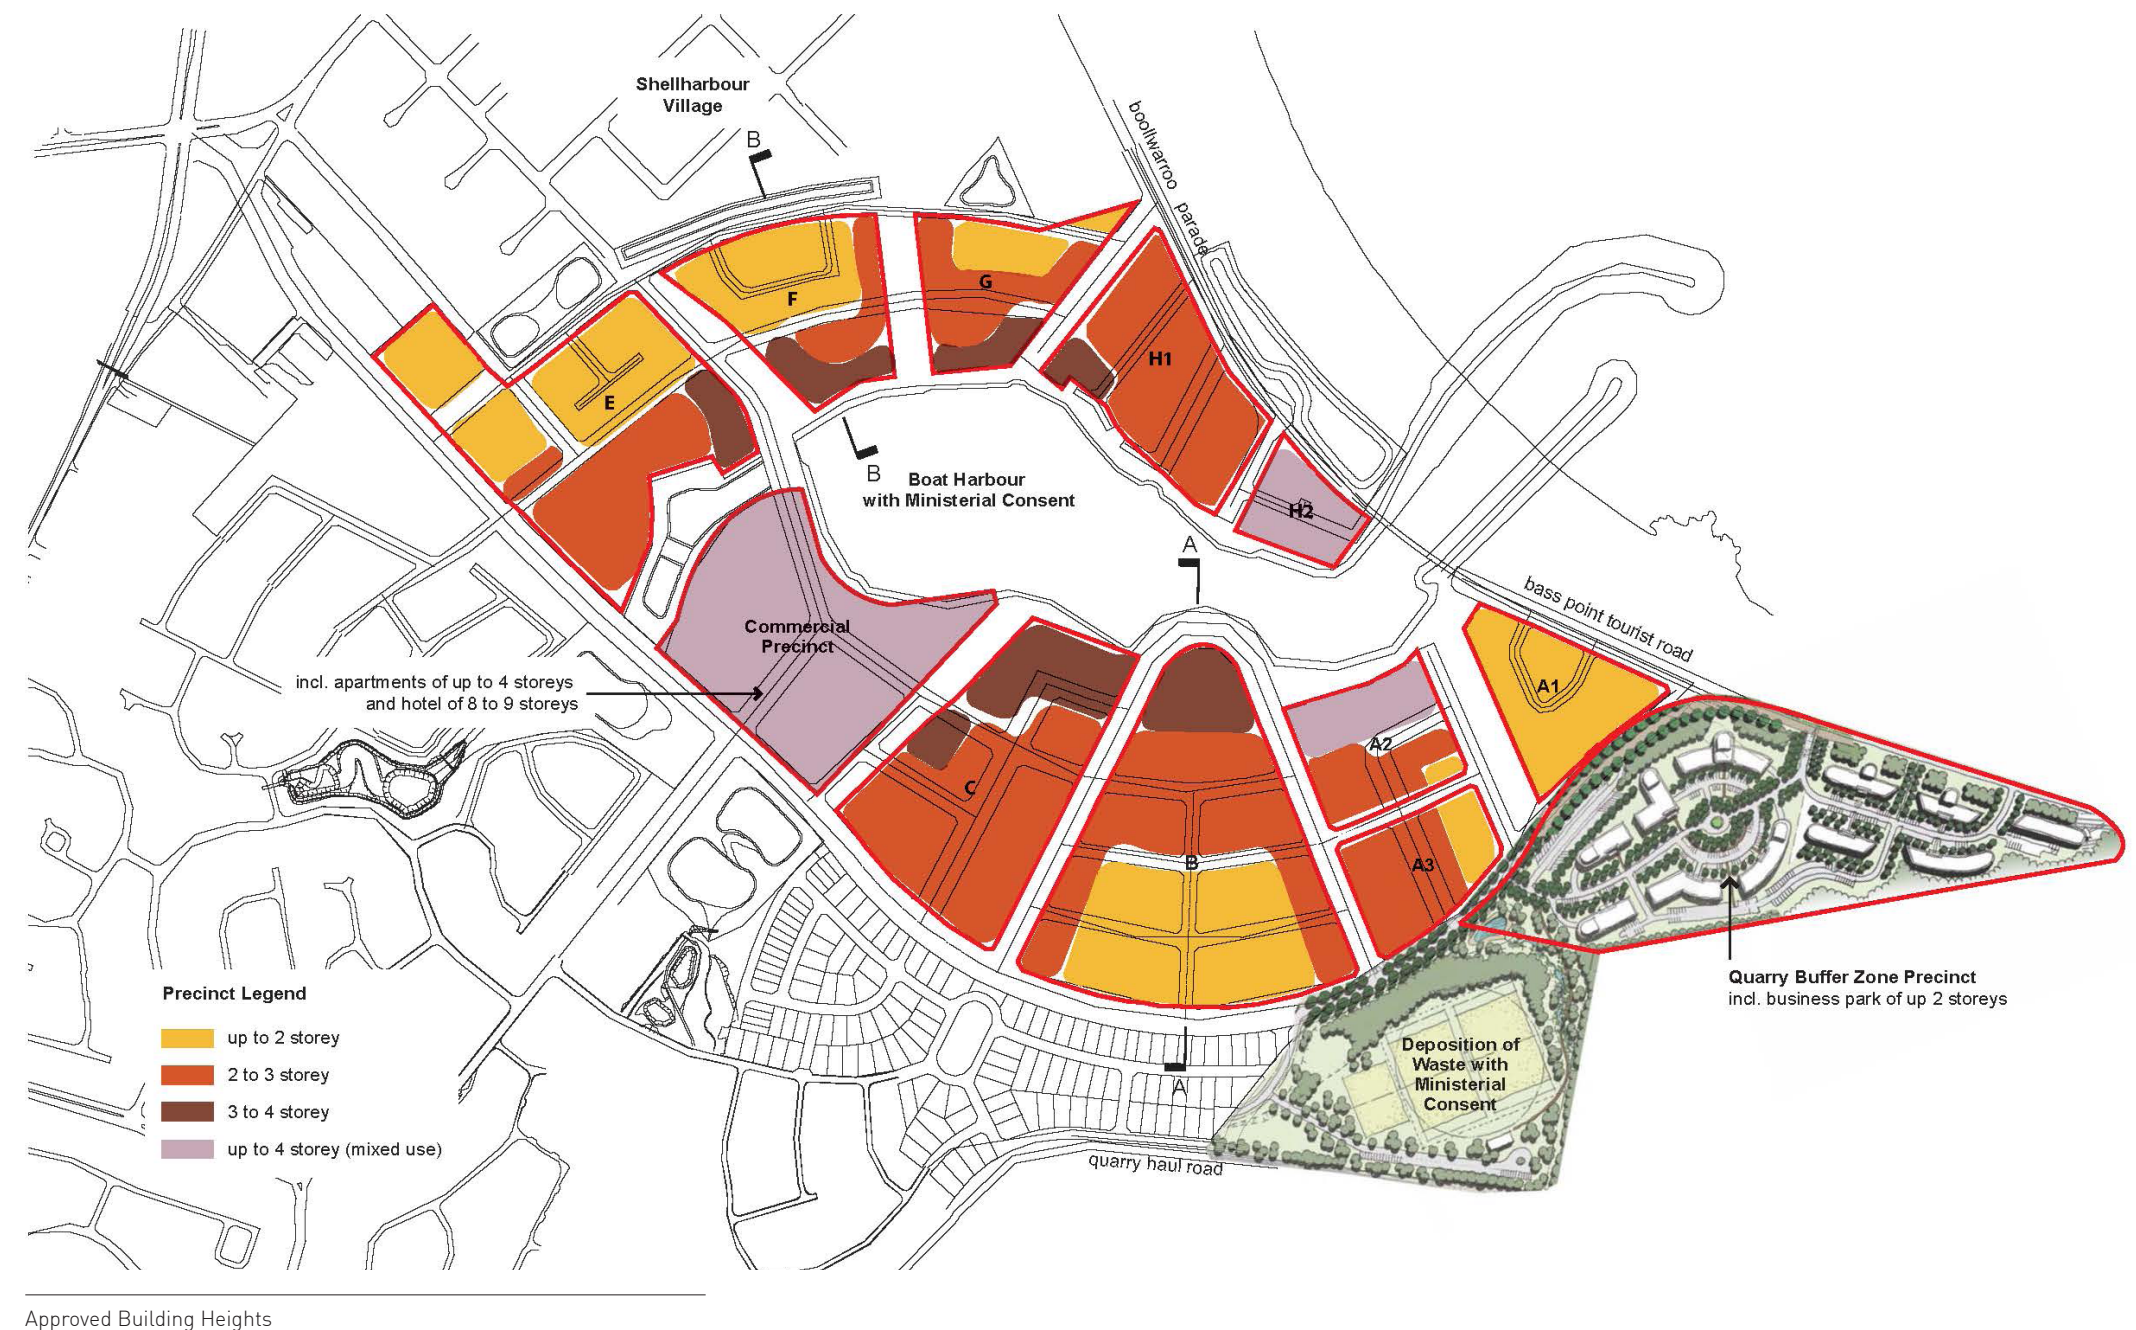 Shellharbour
Village
boollwarroo parade
B
F
G
H1
E
B
Boat Harbour
with Ministerial Consent
H2
A
bass point tourist road
Commercial
Precinct
incl. apartments of up to 4 storeys
and hotel of 8 to 9 storeys
A1
A2
C
B
A3
Quarry Buffer Zone Precinct
incl. business park of up 2 storeys
Precinct Legend
up to 2 storey
2 to 3 storey
3 to 4 storey
up to 4 storey (mixed use)
Deposition of
Waste with
Ministerial
Consent
A
quarry haul road
Approved Building Heights